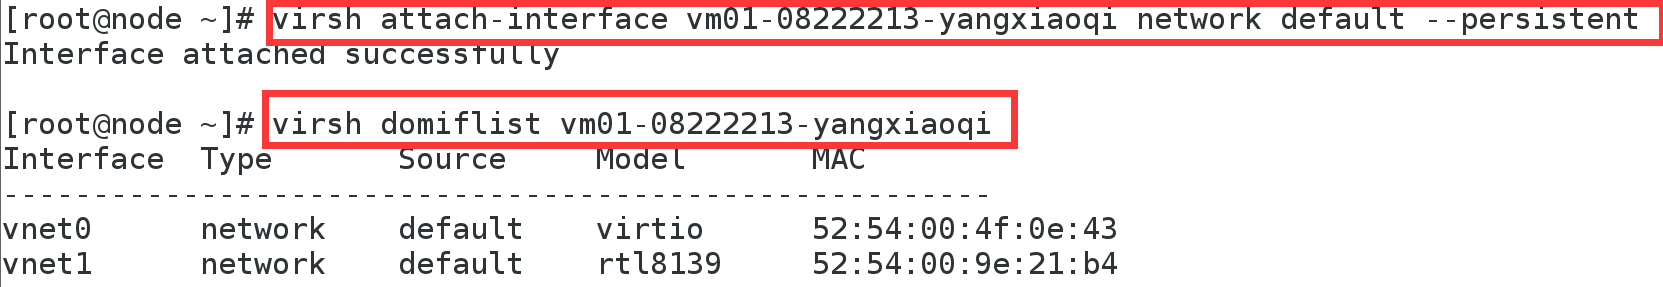 [root@node ~]# virsh attach-interface vm01-08222213-yangxiaoqi network default --persistent
Interface attached successfully
[root@node ~]# virsh domiflist vm01-08222213-yangxiaoqi
Interface  Type       Source     Model       MAC
-------------------------------------------------------
vnet0      network    default    virtio      52:54:00:4f:0e:43
vnet1      network    default    rtl8139     52:54:00:9e:21:b4